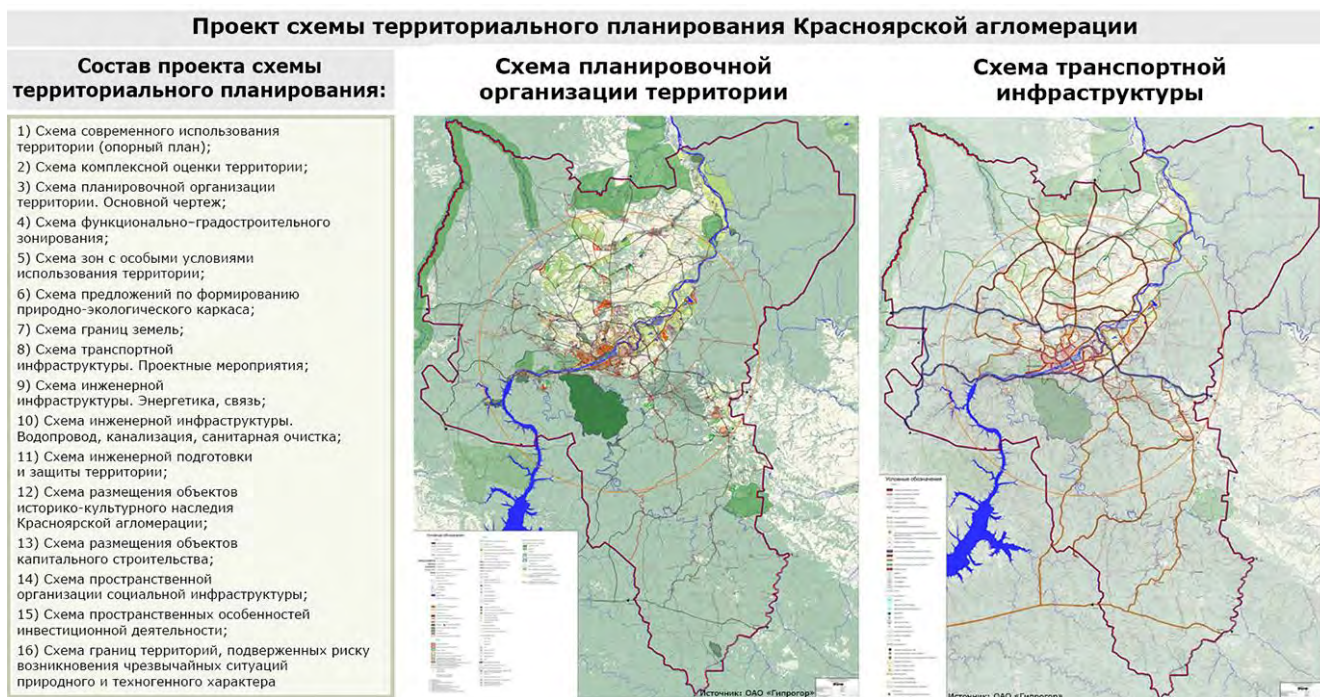 Проект схемы территориального планирования Красноярской агломерации
Состав проекта схемы
территориального планирования:
1) Схема современного использования
территории (опорный план);
2) Схема комплексной оценки территории;
3) Схема планировочной организации
территории. Основной чертеж;
4) Схема функционально–градостроительного
зонирования;
5) Схема зон с особыми условиями
использования территории;
6) Схема предложений по формированию
природно-экологического каркаса;
7) Схема границ земель;
8) Схема транспортной
инфраструктуры. Проектные мероприятия;
9) Схема инженерной
инфраструктуры. Энергетика, связь;
10) Схема инженерной инфраструктуры.
Водопровод, канализация, санитарная очистка;
11) Схема инженерной подготовки
и защиты территории;
12) Схема размещения объектов
историко-культурного наследия
Красноярской агломерации;
13) Схема размещения объектов
капитального строительства;
14) Схема пространственной
организации социальной инфраструктуры;
15) Схема пространственных особенностей
инвестиционной деятельности;
16) Схема границ территорий, подверженных риску
возникновения чрезвычайных ситуаций
природного и техногенного характера
Схема планировочной
организации территории
Источник: ОАО «Гипрогор»
Схема транспортной
инфраструктуры
Условные обозначения
Источник: ОАО «Гипрогор»